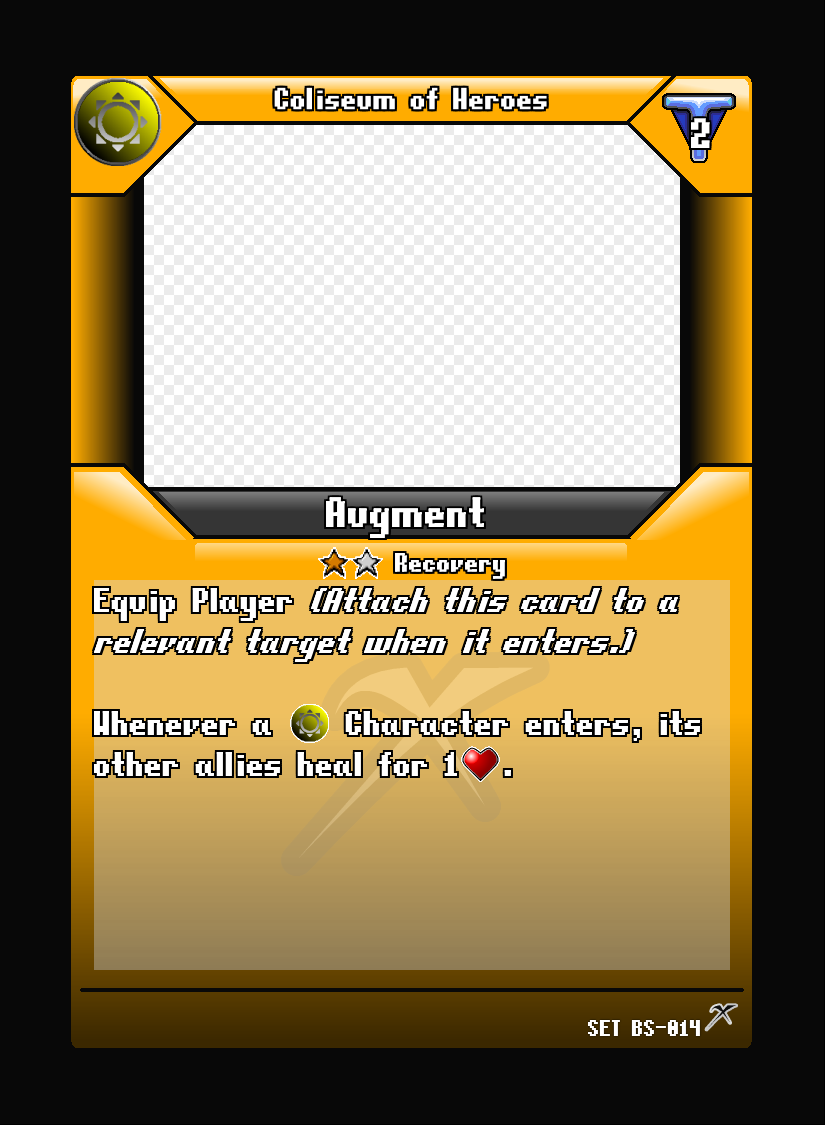 Coliseum of Heroes
2
Augment
Recovery
Equip Player (Attach this card to a
relevant target when it enters.)
Whenever a Character enters, its
other allies heal for 1.
SET BS-014